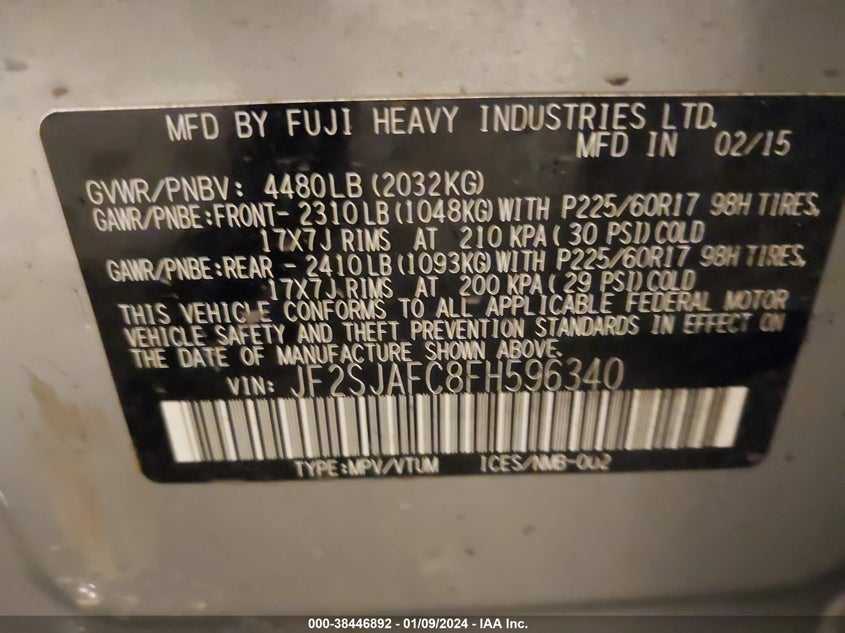 MFD BY FUJI HEAVY INDUSTRIES LTD.
MFD IN 02/15
GVWR/PNBV: 4480LB (2032KG)
GAWR/PNBE:FRONT- 2310LB (1048KG) WITH P225/60R17 98H TIRES,
17X7J RIMS AT 210 KPA ( 30 PSI) COLD
GAWR/PNBE:REAR - 2410LB (1093KG) WITH P225/60R17 98H TIRES,
17X7J RIMS AT 200 KPA ( 29 PSI) COLD
THIS VEHICLE CONFORMS TO ALL APPLICABLE FEDERAL MOTOR
VEHICLE SAFETY AND THEFT PREVENTION STANDARDS IN EFFECT ON
THE DATE OF MANUFACTURE SHOWN ABOVE.
VIN: JF2SJAFC8FH596340
TYPE:MPV/VTUM ICES/NMB-002
000-38446892 - 01/09/2024 - IAA Inc.